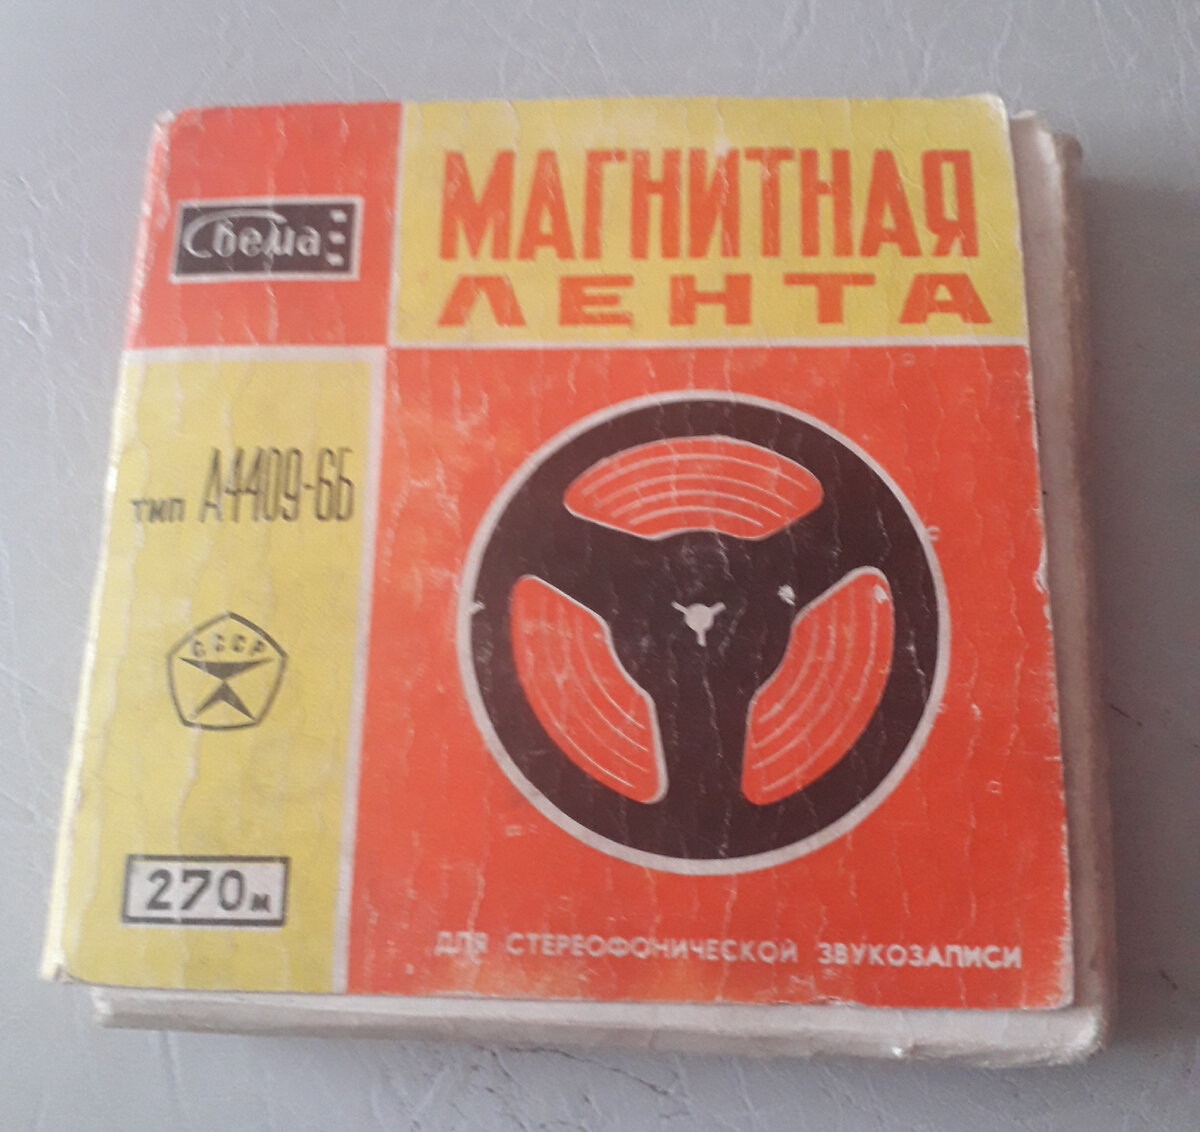 Свема
МАГНИТНАЯ
ЛЕНТА
тип А4409-6Б
СССР
270м
ДЛЯ СТЕРЕОФОНИЧЕСКОЙ ЗВУКОЗАПИСИ